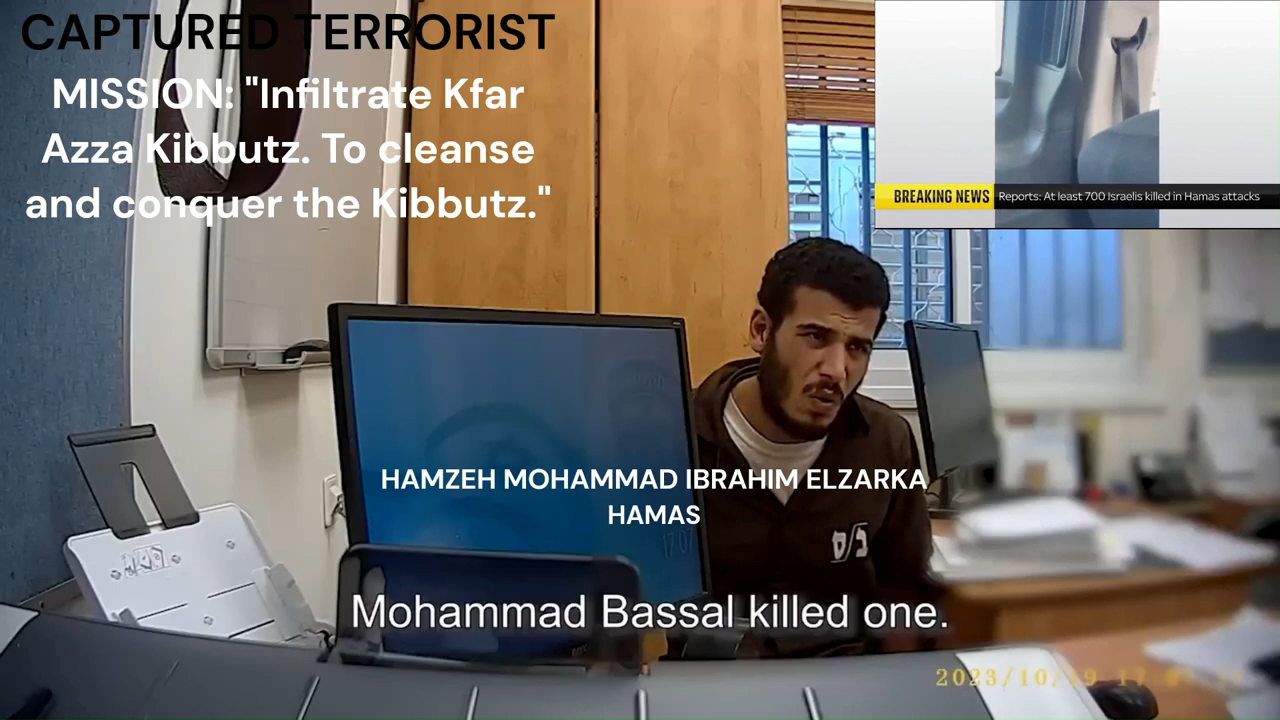 CAPTURED TERRORIST
MISSION: "Infiltrate Kfar
Azza Kibbutz. To cleanse
and conquer the Kibbutz."
BREAKING NEWS
Reports: At least 700 Israelis killed in Hamas attacks
HAMZEH MOHAMMAD IBRAHIM ELZARKA
HAMAS
Mohammad Bassal killed one.
2023/10/19 17